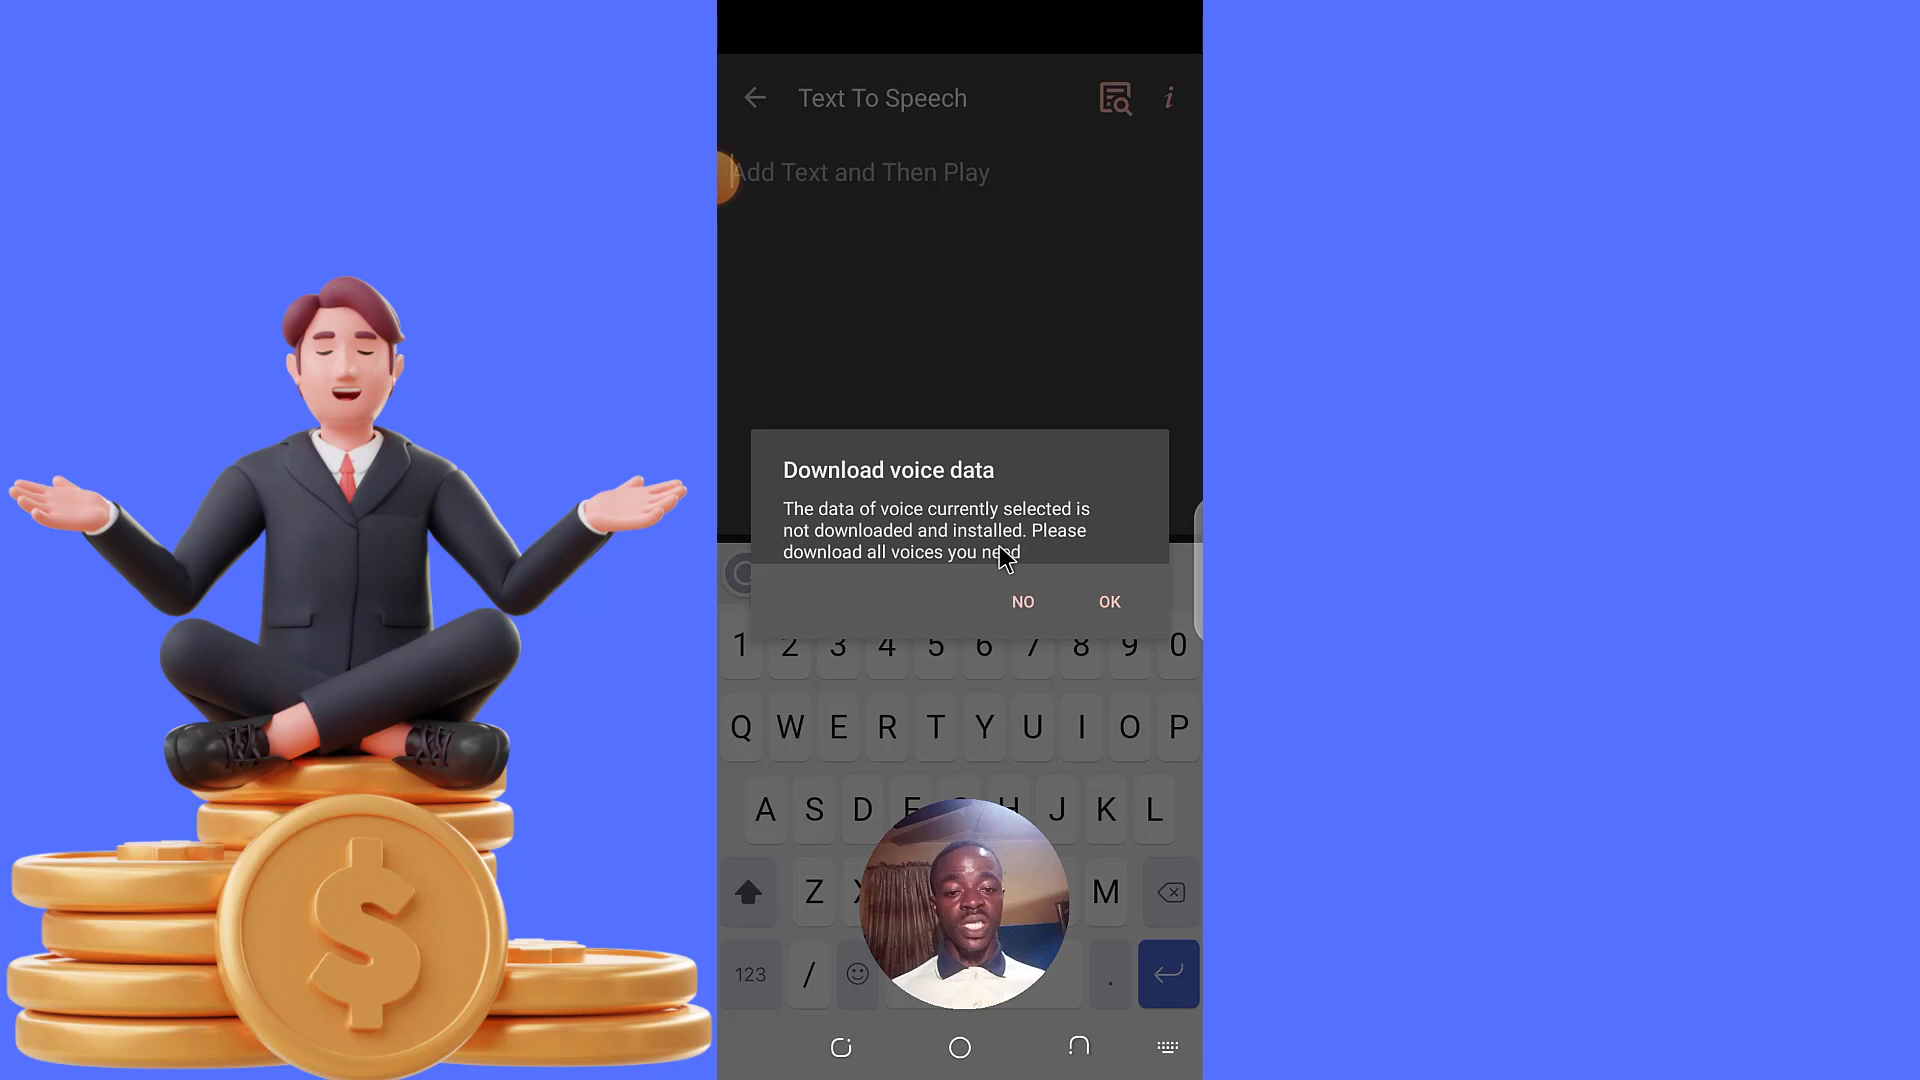 Text To Speech
i
Add Text and Then Play
Download voice data
The data of voice currently selected is
not downloaded and installed. Please
download all voices you need
NO OK
1 2 3 4 5 6 7 8 9 0
Q W E R T Y U I O P
A S D F G H J K L
Z X M
123 / .
$